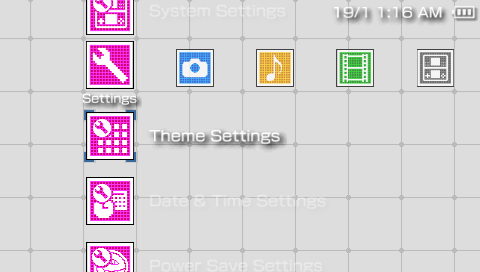 System Settings
19/1 1:16 AM
Settings
Theme Settings
Date & Time Settings
Power Save Settings